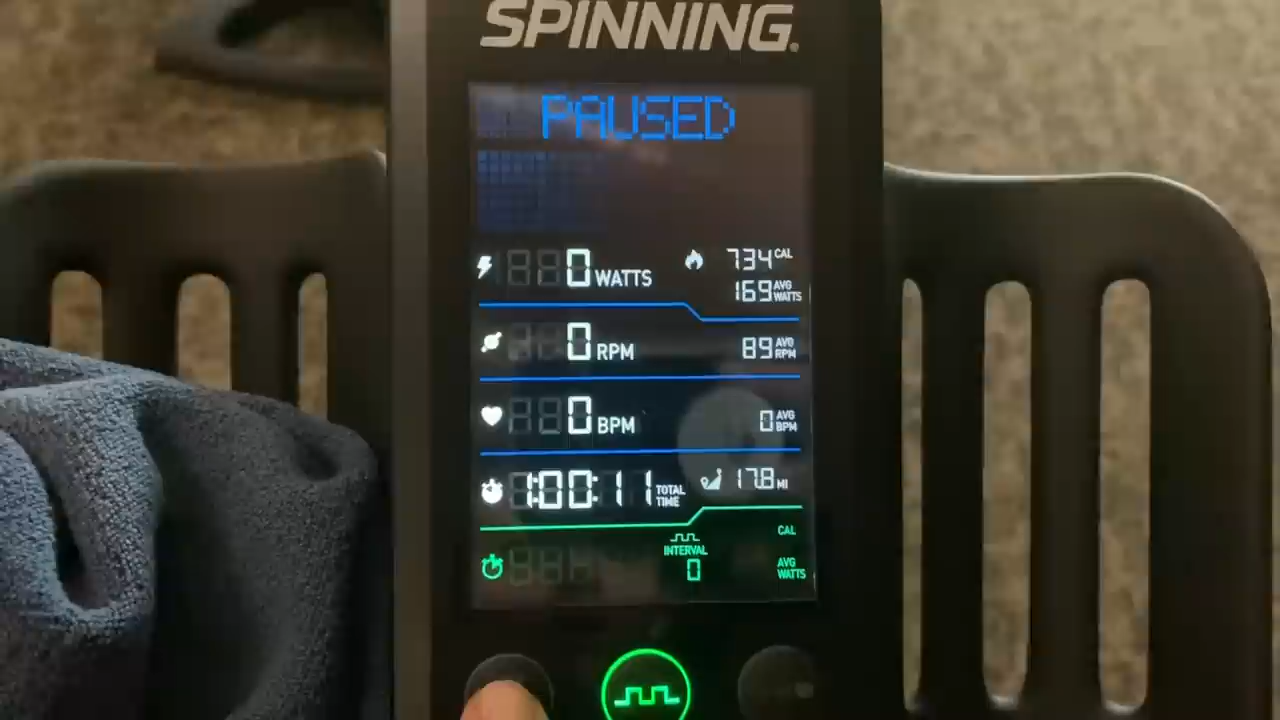 SPINNING.
PAUSED
0 WATTS 734 CAL
169 AVG WATTS
0 RPM 89 AVG RPM
0 BPM 0 AVG BPM
1:00:11 TOTAL TIME 17.8 MI
CAL
INTERVAL
0 AVG WATTS